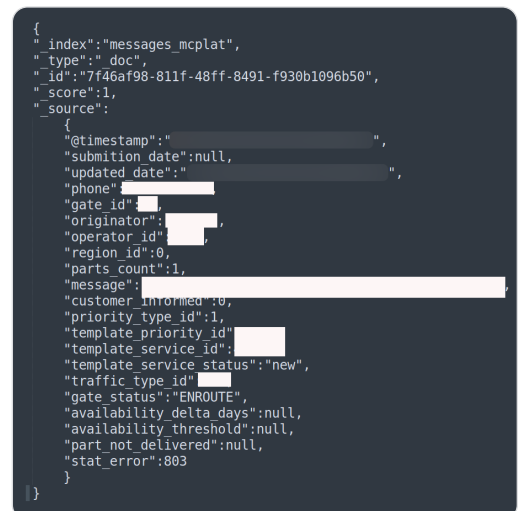 {
"_index":"messages_mcplat",
"_type":"_doc",
"_id":"7f46af98-811f-48ff-8491-f930b1096b50",
"_score":1,
"_source":
{
"@timestamp":"                    ",
"submition_date":null,
"updated_date":"                    ",
"phone":          ,
"gate_id":   ,
"originator":      ,
"operator_id":    ,
"region_id":0,
"parts_count":1,
"message":                    ,
"customer_informed":0,
"priority_type_id":1,
"template_priority_id"
"template_service_id":
"template_service_status":"new",
"traffic_type_id"
"gate_status":"ENROUTE",
"availability_delta_days":null,
"availability_threshold":null,
"part_not_delivered":null,
"stat_error":803
}
}